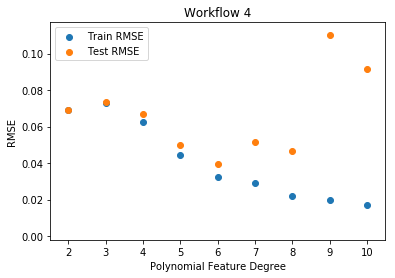 Workflow 4
Train RMSE
Test RMSE
RMSE
0.10
0.08
0.06
0.04
0.02
0.00
2 3 4 5 6 7 8 9 10
Polynomial Feature Degree